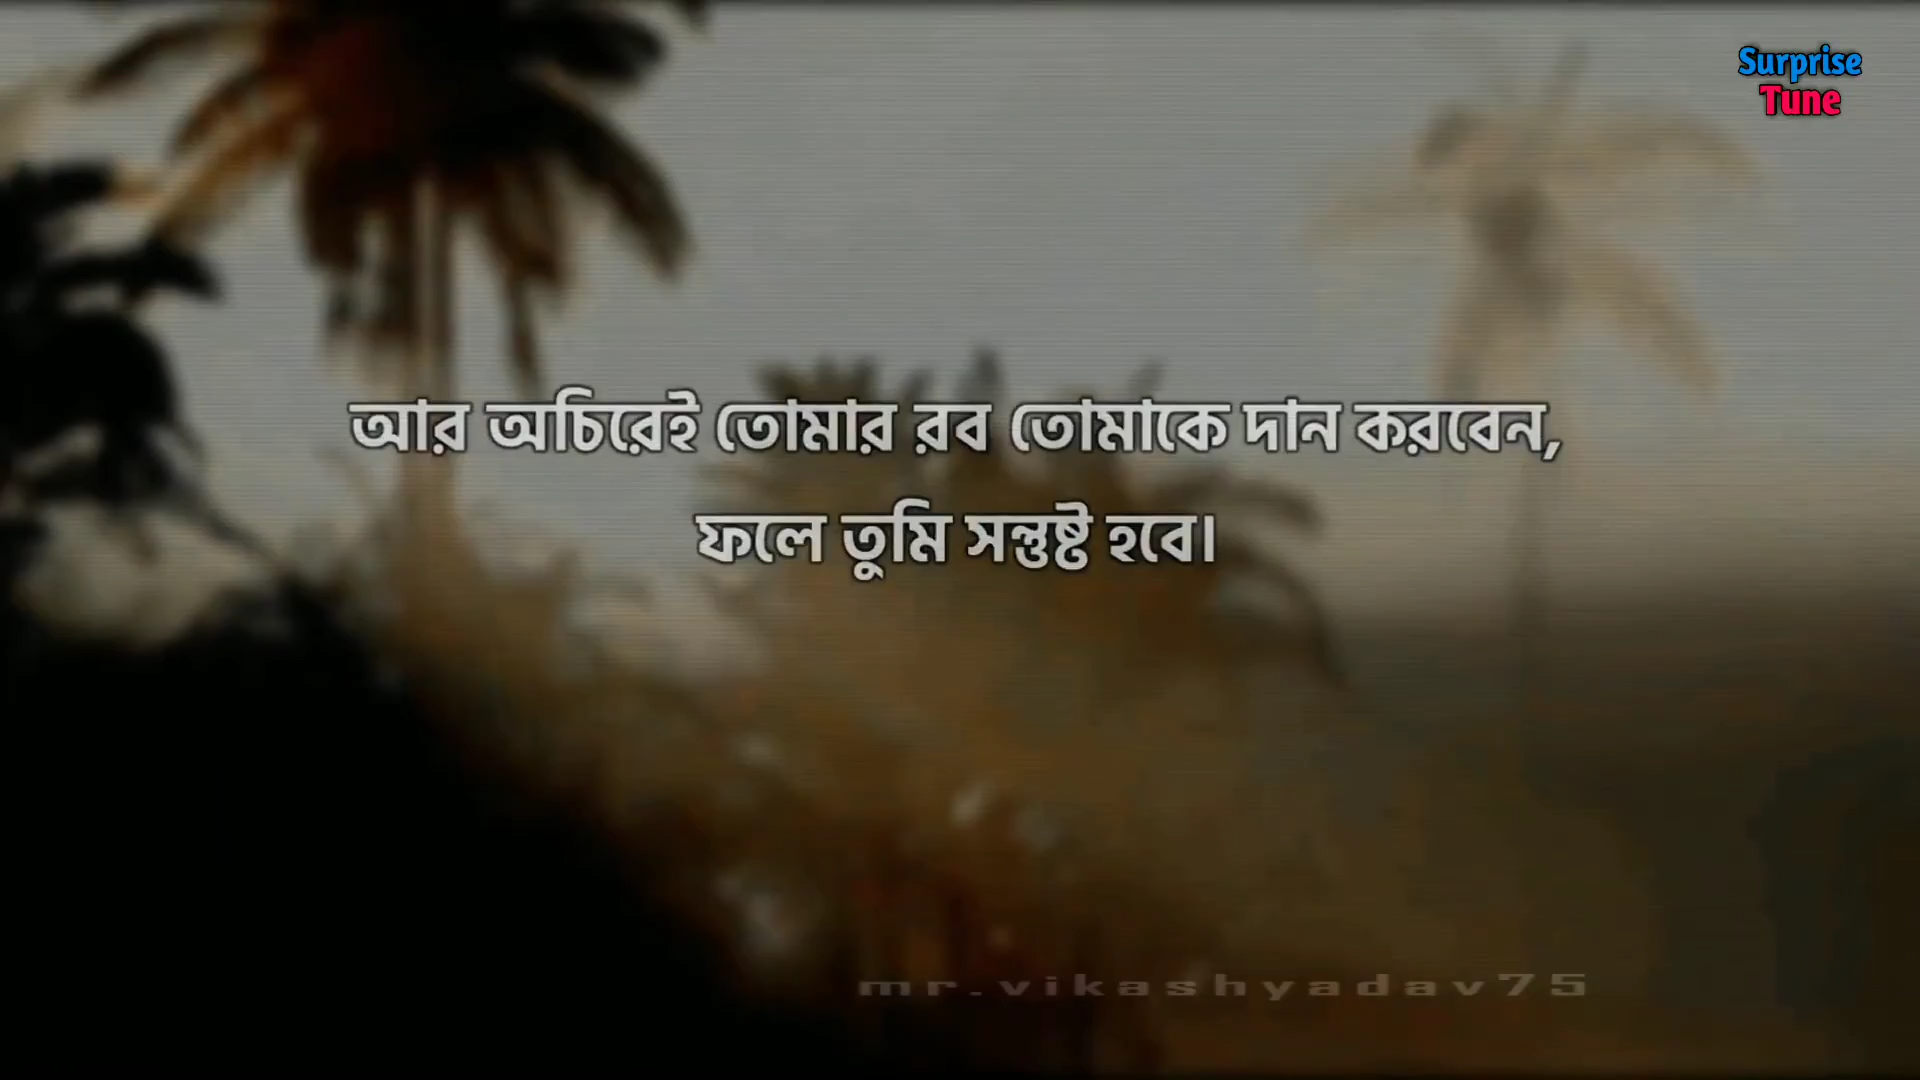 Surprise
Tune
আর অচিরেই তোমার রব তোমাকে দান করবেন,
ফলে তুমি সন্তুষ্ট হবে।
mr.vikashyadav75